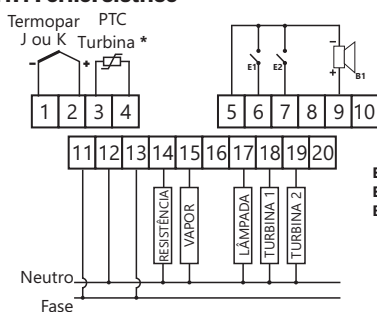 Termopar PTC
J ou K Turbina *
- + 
E1 E2 - + B1
1 2 3 4 5 6 7 8 9 10
11 12 13 14 15 16 17 18 19 20
RESISTÊNCIA
VAPOR
LÂMPADA
TURBINA 1
TURBINA 2
Neutro
Fase